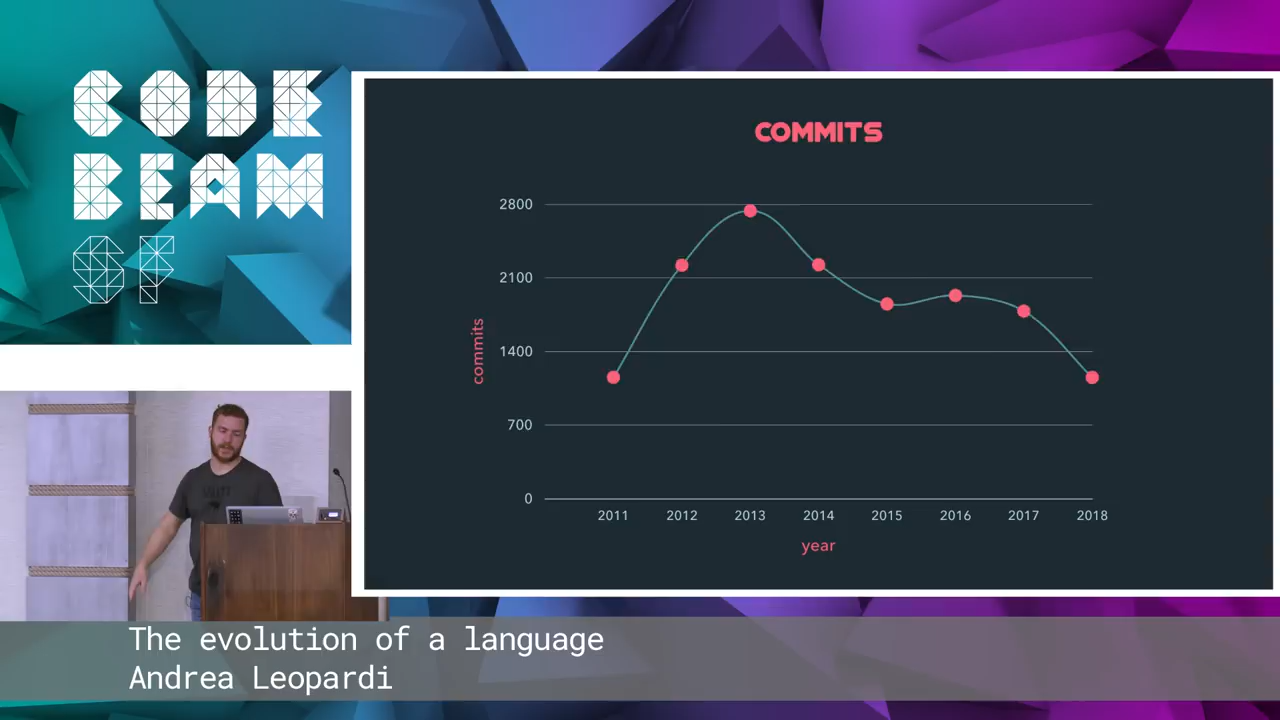 CODE
BEAM
SF
COMMITS
2800
2100
1400
700
0
commits
2011 2012 2013 2014 2015 2016 2017 2018
year
The evolution of a language
Andrea Leopardi